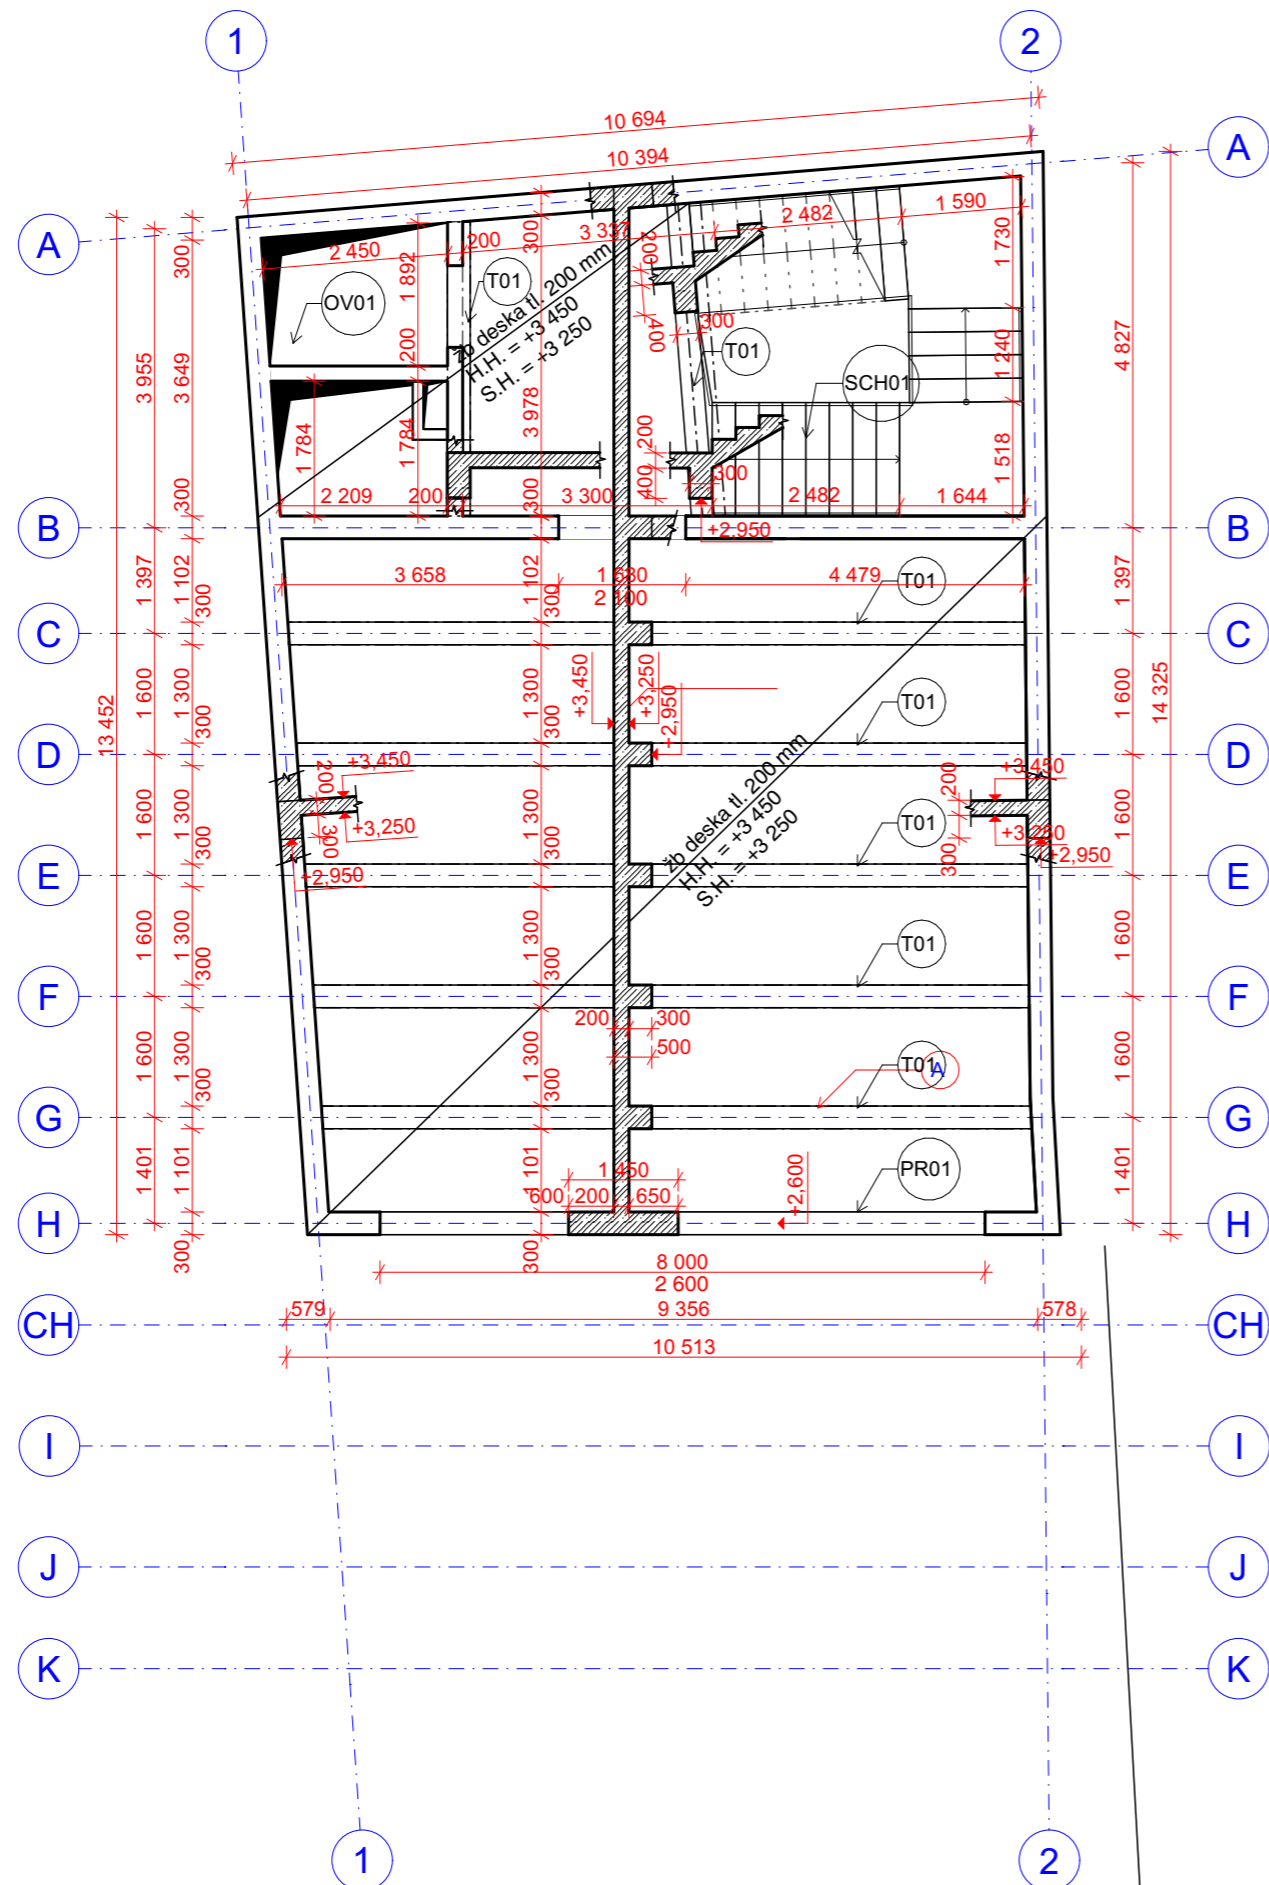 1
2
10 694
A
10 394
A
2 482
1 590
300
300
2 450
200
3 337
200
1 730
1 892
T01
OV01
žb deska tl. 200 mm
H.H. = +3 450
S.H. = +3 250
400
300
T01
1 240
SCH01
4 827
3 955
3 649
200
3 978
1 784
1 784
200
400
300
1 518
300
2 209
200
3 300
300
2 482
1 644
B
+2.950
B
1 397
1 102
300
3 658
1 102
300
1 630
2 100
4 479
T01
1 397
C
C
1 600
1 300
300
1 300
300
+3,450
+3,250
+2,950
T01
1 600
14 325
13 452
D
D
200
+3,450
žb deska tl. 200 mm
H.H. = +3 450
S.H. = +3 250
200
+3,450
1 600
1 300
300
300
+3,250
1 300
300
T01
300
+3,250
1 600
+2,950
+2,950
E
E
1 600
1 300
300
1 300
300
T01
1 600
F
F
200
300
500
1 600
1 300
300
1 300
300
T01
A
1 600
G
G
1 401
1 101
1 101
1 450
600
200
650
+2,600
PR01
1 401
H
H
300
300
8 000
2 600
579
9 356
578
CH
CH
10 513
I
I
J
J
K
K
1
2